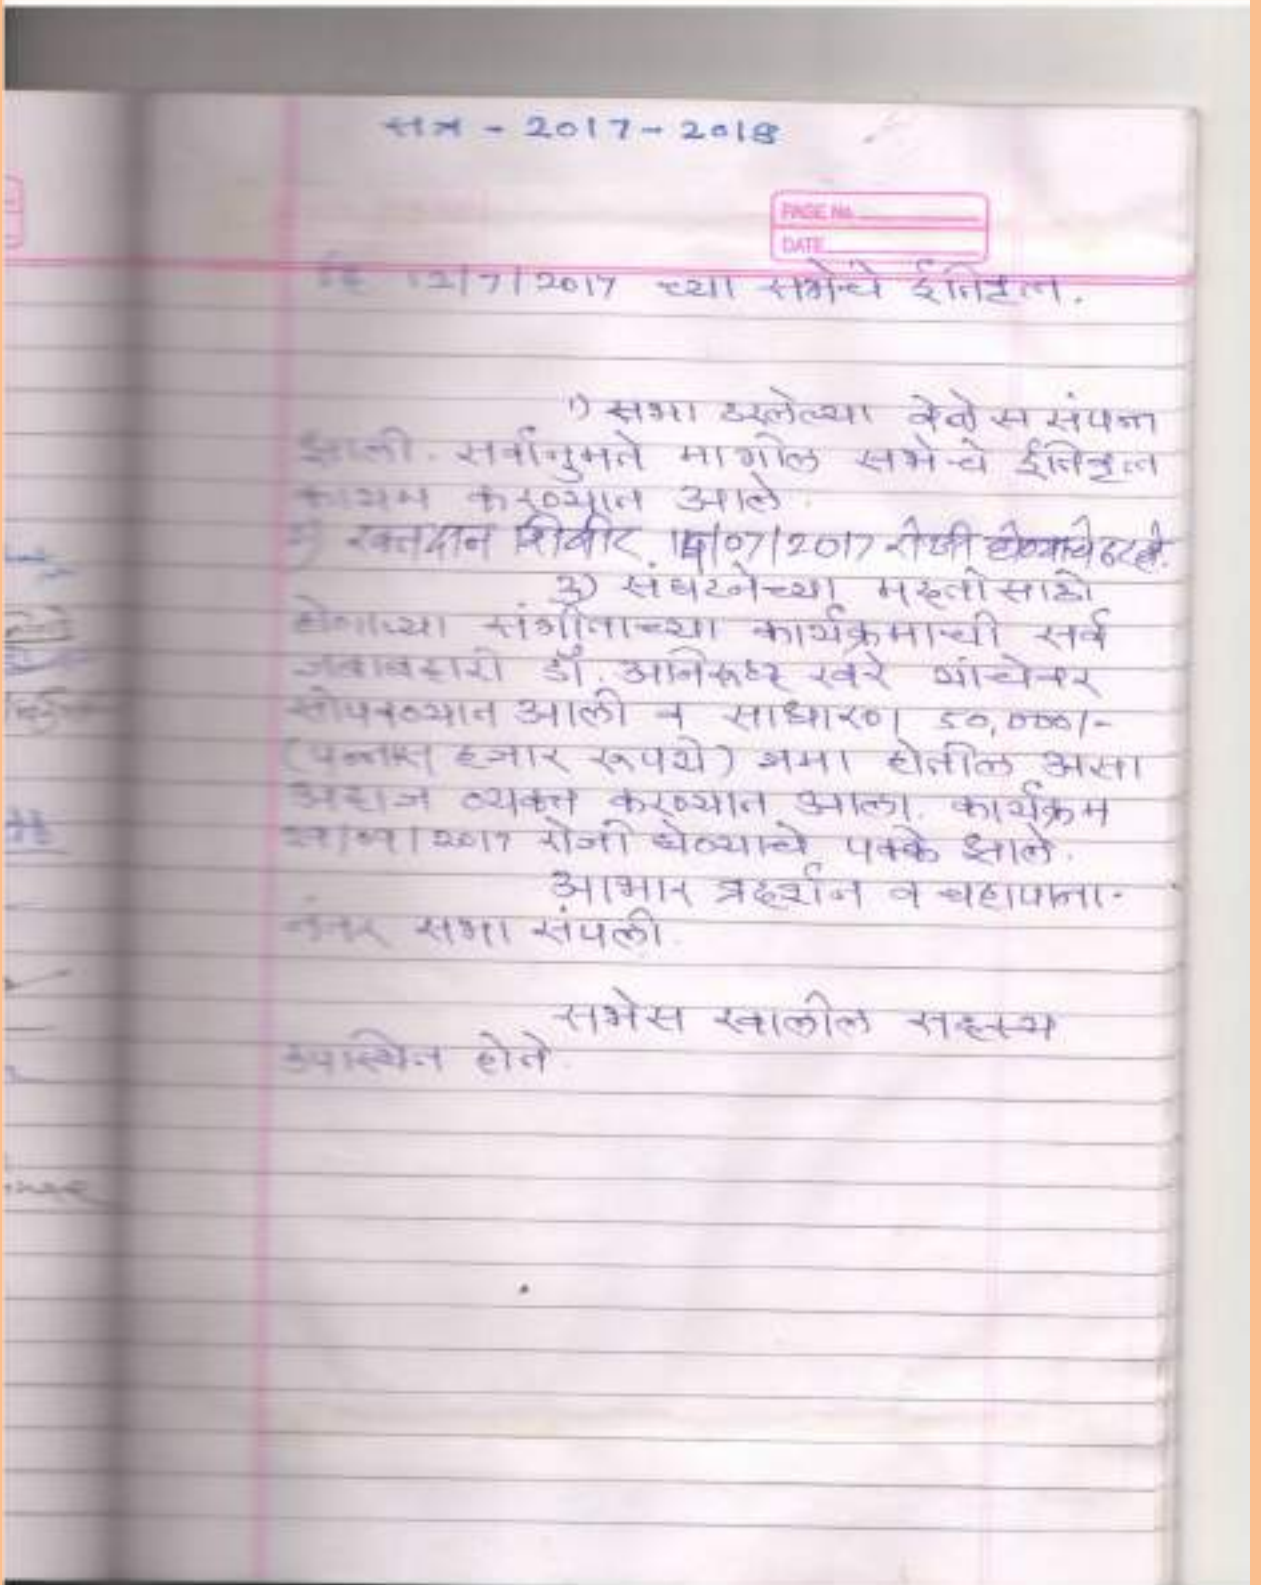 सत्र - 2017-2018
PAGE No.
DATE
दि 12/7/2017 च्या सभेचे ईतिवृत्त.
1) सभा ठरलेल्या वेळेस संपन्न
झाली. सर्वानुमते मागील सभेचे ईतिवृत्त
कायम करण्यात आले.
2) रक्तदान शिबीर /07/2017 रोजी घेण्याचे ठरले.
3) संघटनेच्या मदतीसाठी
होणाऱ्या संगीताच्या कार्यक्रमाची सर्व
जबाबदारी डॉ. अनिरूध्द खरे यांचेवर
सोपवण्यात आली व साधारण 50,000/-
(पन्नास हजार रूपये) जमा होतील असा
अंदाज व्यक्त करण्यात आला. कार्यक्रम
2017 रोजी घेण्याचे पक्के झाले.
आभार प्रदर्शन व चहापाना-
नंतर सभा संपली.
सभेस खालील सदस्य
उपस्थित होते.